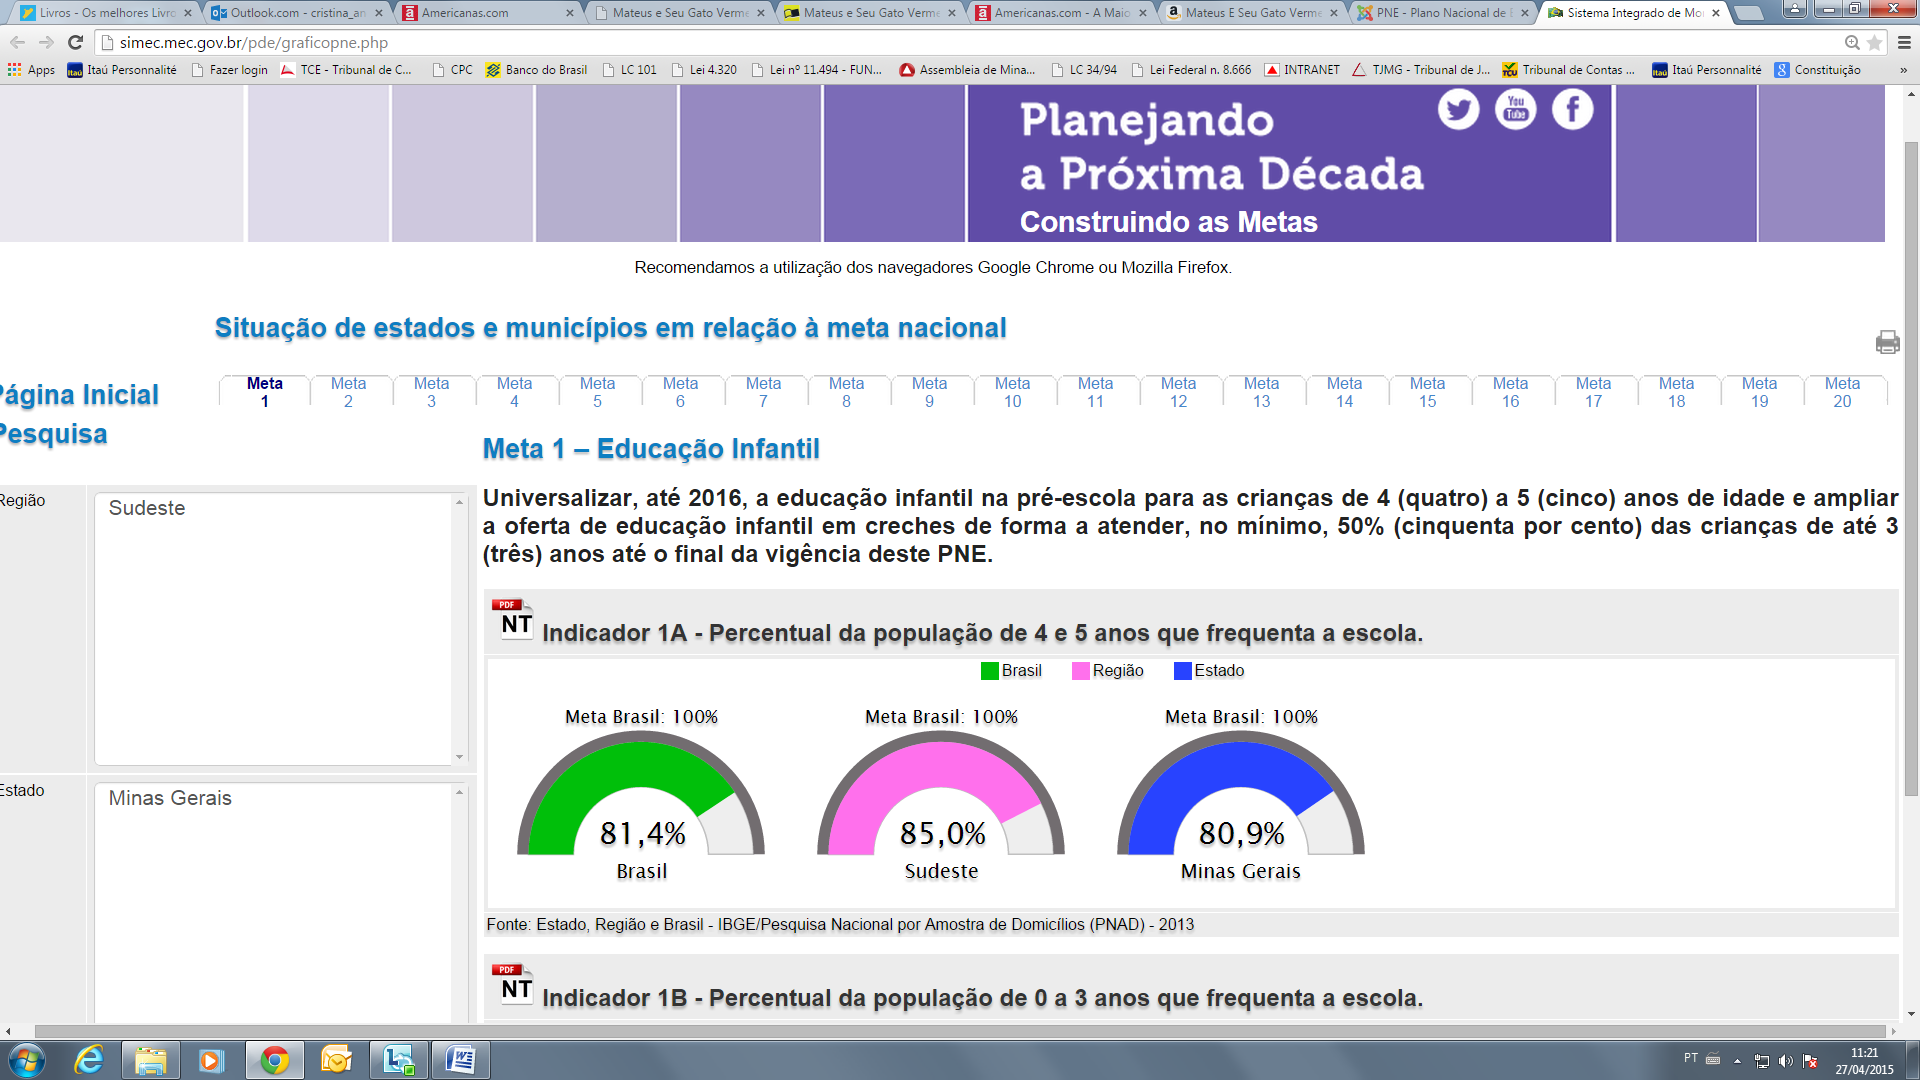 Livros - Os melhores Livro
Outlook.com - cristina_an
Americanas.com
Mateus e Seu Gato Verme
Mateus e Seu Gato Verme
Americanas.com - A Maio
Mateus E Seu Gato Verme
PNE - Plano Nacional de E
Sistema Integrado de Mo
simec.mec.gov.br/pde/graficopne.php
Apps
Itaú Personnalité
Fazer login
TCE - Tribunal de C...
CPC
Banco do Brasil
LC 101
Lei 4.320
Lei nº 11.494 - FUN...
Assembleia de Mina...
LC 34/94
Lei Federal n. 8.666
INTRANET
TJMG - Tribunal de J...
Tribunal de Contas ...
Itaú Personnalité
Constituição
»
Planejando
a Próxima Década
Construindo as Metas
You
Tube
Recomendamos a utilização dos navegadores Google Chrome ou Mozilla Firefox.
Situação de estados e municípios em relação à meta nacional
Página Inicial
Pesquisa
Meta 1
Meta 2
Meta 3
Meta 4
Meta 5
Meta 6
Meta 7
Meta 8
Meta 9
Meta 10
Meta 11
Meta 12
Meta 13
Meta 14
Meta 15
Meta 16
Meta 17
Meta 18
Meta 19
Meta 20
Região
Sudeste
Estado
Minas Gerais
Meta 1 – Educação Infantil
Universalizar, até 2016, a educação infantil na pré-escola para as crianças de 4 (quatro) a 5 (cinco) anos de idade e ampliar
a oferta de educação infantil em creches de forma a atender, no mínimo, 50% (cinquenta por cento) das crianças de até 3
(três) anos até o final da vigência deste PNE.
PDF
NT
Indicador 1A - Percentual da população de 4 e 5 anos que frequenta a escola.
Brasil Região Estado
Meta Brasil: 100%
81,4%
Brasil
Meta Brasil: 100%
85,0%
Sudeste
Meta Brasil: 100%
80,9%
Minas Gerais
Fonte: Estado, Região e Brasil - IBGE/Pesquisa Nacional por Amostra de Domicílios (PNAD) - 2013
PDF
NT
Indicador 1B - Percentual da população de 0 a 3 anos que frequenta a escola.
PT
11:21
27/04/2015